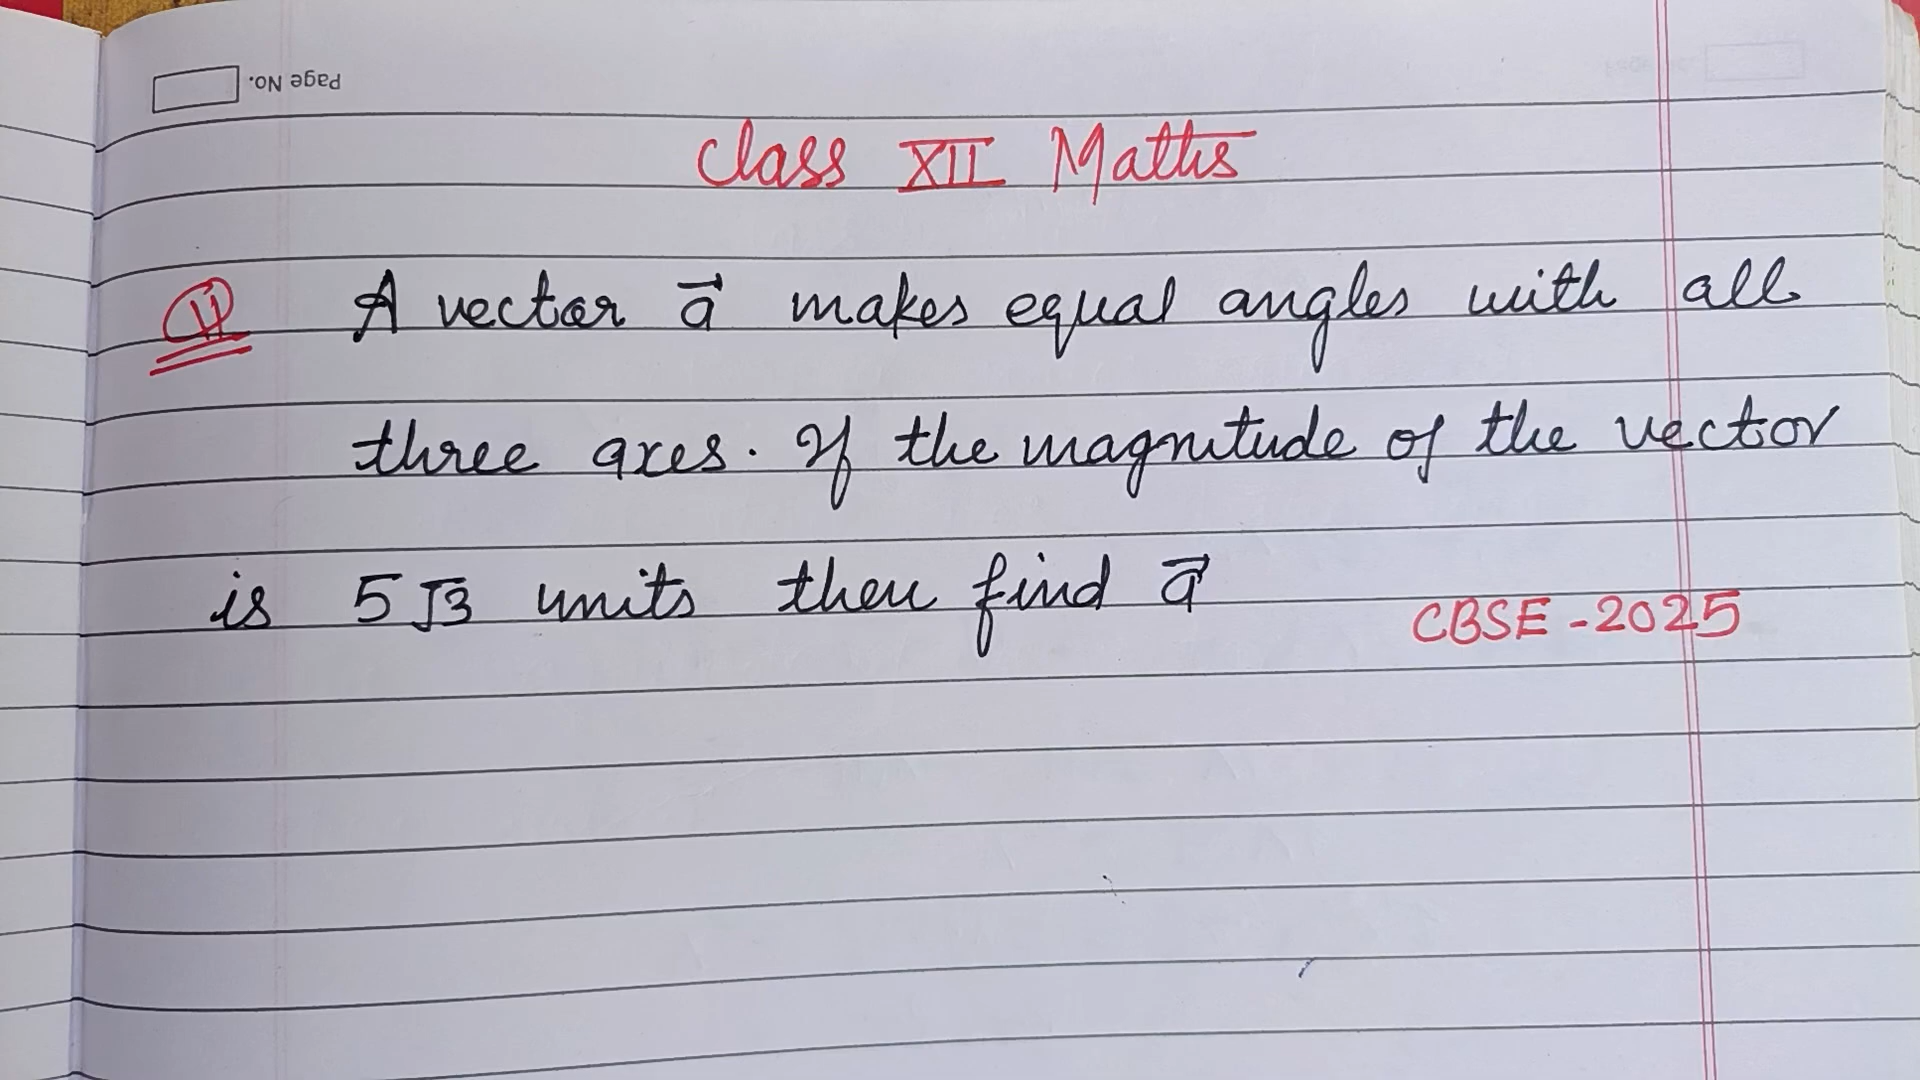 Page No.
Class XII Maths
Q A vector a⃗ makes equal angles with all
three axes. If the magnitude of the vector
is 5√3 units then find a⃗
CBSE - 2025